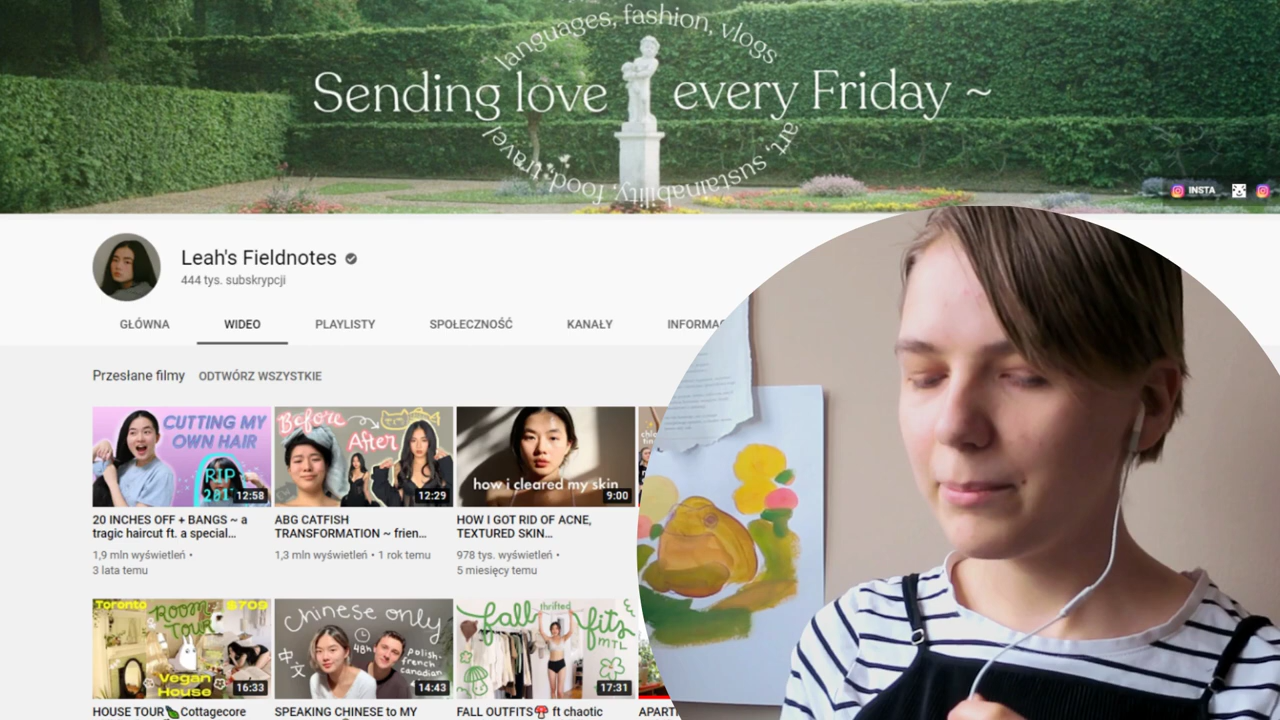 languages, fashion, vlogs
Sending love every Friday ~
art, sustainability, food, travel
INSTA
Leah's Fieldnotes
444 tys. subskrypcji
GŁÓWNA WIDEO PLAYLISTY SPOŁECZNOŚĆ KANAŁY
Przesłane filmy ODTWÓRZ WSZYSTKIE
CUTTING MY
OWN HAIR
RIP
12:58
Before
After
12:29
how i cleared my skin
9:00
20 INCHES OFF + BANGS ~ a
tragic haircut ft. a special...
1,9 mln wyświetleń •
3 lata temu
ABG CATFISH
TRANSFORMATION ~ frien...
1,3 mln wyświetleń • 1 rok temu
HOW I GOT RID OF ACNE,
TEXTURED SKIN...
978 tys. wyświetleń •
5 miesięcy temu
Toronto $709
ROOM
TOUR
Vegan
House
16:33
chinese only
48h
中
文
polish-
french
canadian
14:43
fall thrifted fits
MTL
17:31
HOUSE TOUR Cottagecore
SPEAKING CHINESE to MY
FALL OUTFITS ft chaotic